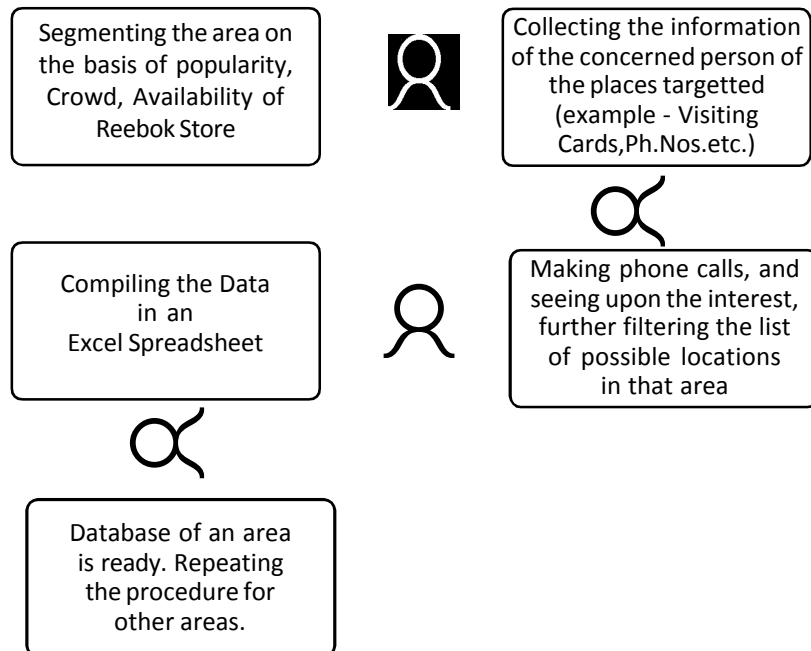 Segmenting the area on
the basis of popularity,
Crowd, Availability of
Reebok Store
Collecting the information
of the concerned person of
the places targetted
(example - Visiting
Cards,Ph.Nos.etc.)
Making phone calls, and
seeing upon the interest,
further filtering the list
of possible locations
in that area
Compiling the Data
in an
Excel Spreadsheet
Database of an area
is ready. Repeating
the procedure for
other areas.